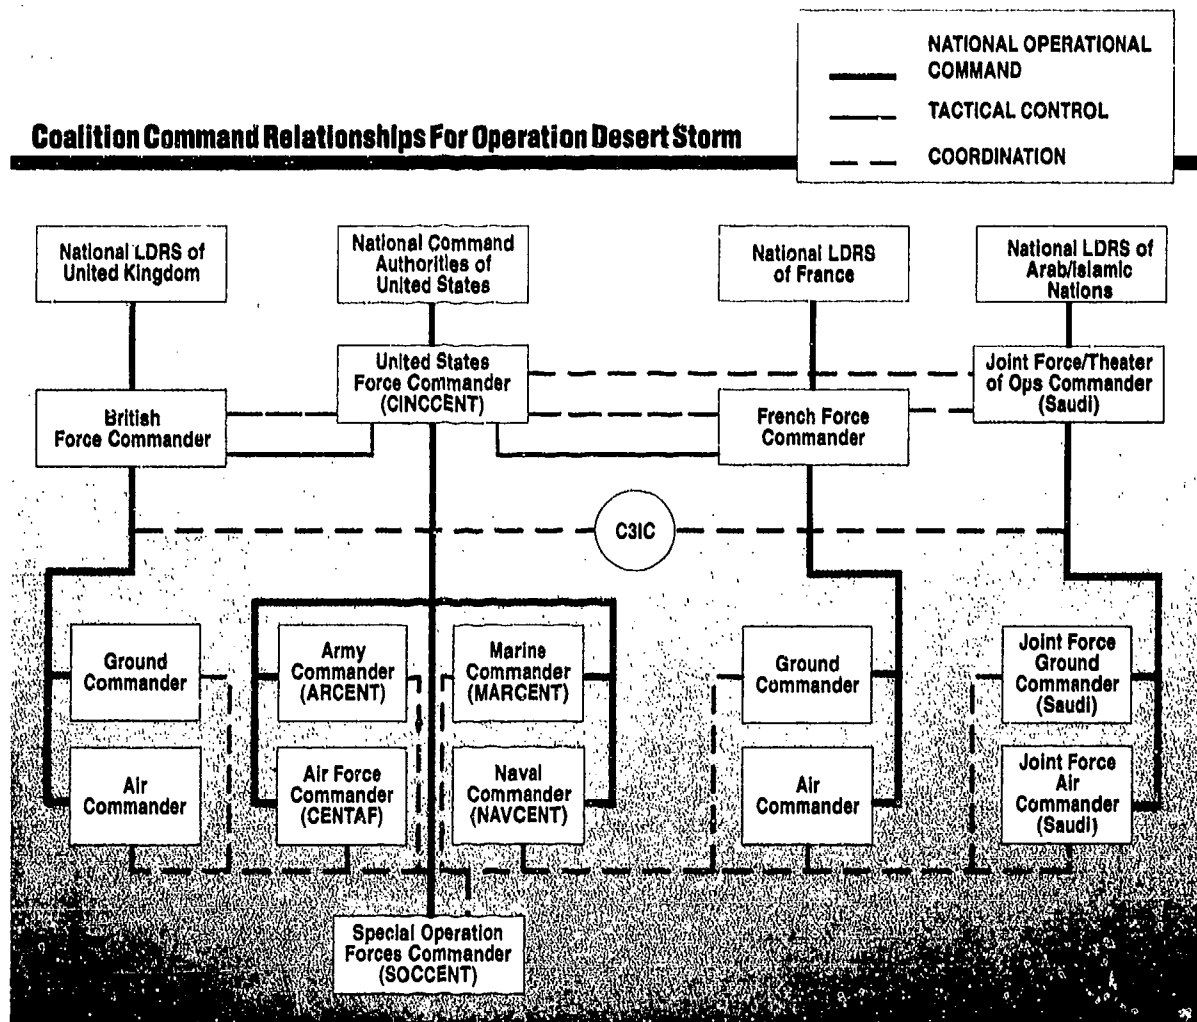 NATIONAL OPERATIONAL
COMMAND
TACTICAL CONTROL
COORDINATION
Coalition Command Relationships For Operation Desert Storm
National LDRS of
United Kingdom
National Command
Authorities of
United States
National LDRS
of France
National LDRS of
Arab/Islamic
Nations
United States
Force Commander
(CINCCENT)
Joint Force/Theater
of Ops Commander
(Saudi)
British
Force Commander
French Force
Commander
C3IC
Ground
Commander
Army
Commander
(ARCENT)
Marine
Commander
(MARCENT)
Ground
Commander
Joint Force
Ground
Commander
(Saudi)
Air
Commander
Air Force
Commander
(CENTAF)
Naval
Commander
(NAVCENT)
Air
Commander
Joint Force
Air
Commander
(Saudi)
Special Operation
Forces Commander
(SOCCENT)